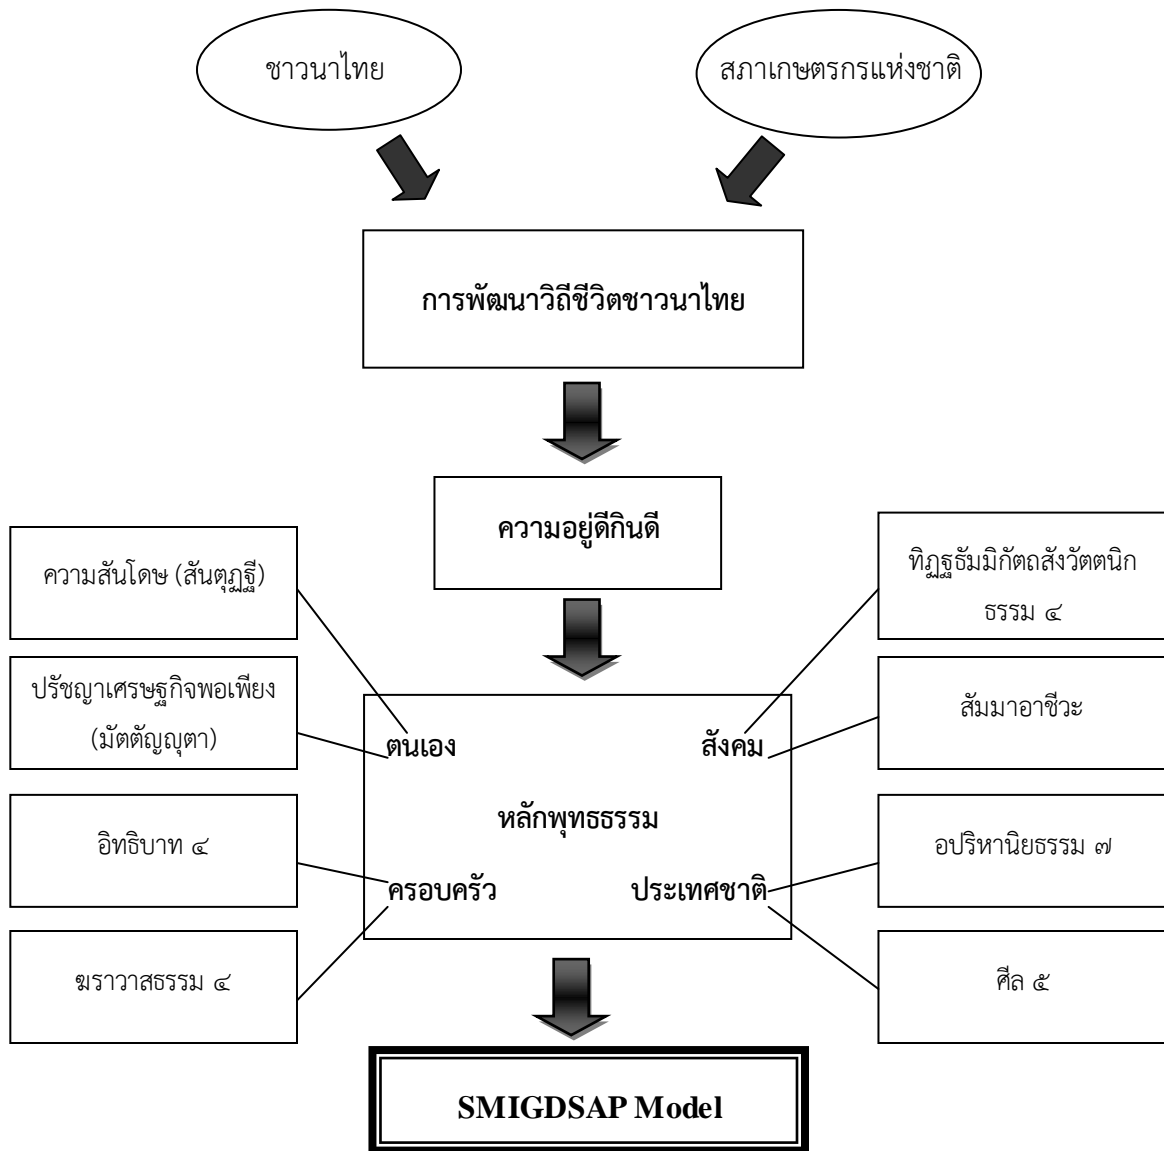 ชาวนาไทย
สภาเกษตรกรแห่งชาติ
การพัฒนาวิถีชีวิตชาวนาไทย
ความอยู่ดีกินดี
ความสันโดษ (สันตุฏฐี)
ปรัชญาเศรษฐกิจพอเพียง
(มัตตัญญุตา)
อิทธิบาท ๔
ฆราวาสธรรม ๔
ตนเอง
สังคม
หลักพุทธธรรม
ครอบครัว
ประเทศชาติ
ทิฏฐธัมมิกัตถสังวัตตนิก
ธรรม ๔
สัมมาอาชีวะ
อปริหานิยธรรม ๗
ศีล ๕
SMIGDSAP Model